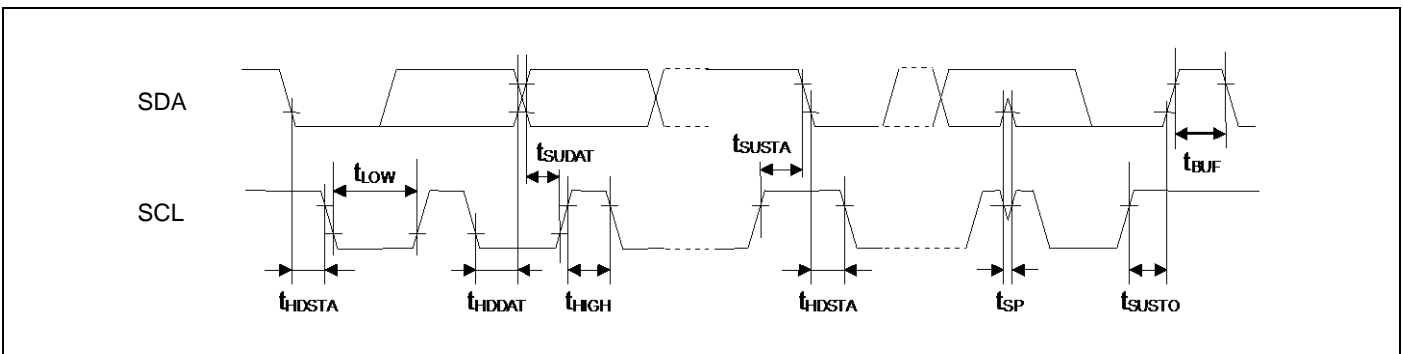 SDA
tSUDAT
tSUSTA
tBUF
tLOW
SCL
tHDSTA
tHDDAT
tHIGH
tHDSTA
tSP
tSUSTO